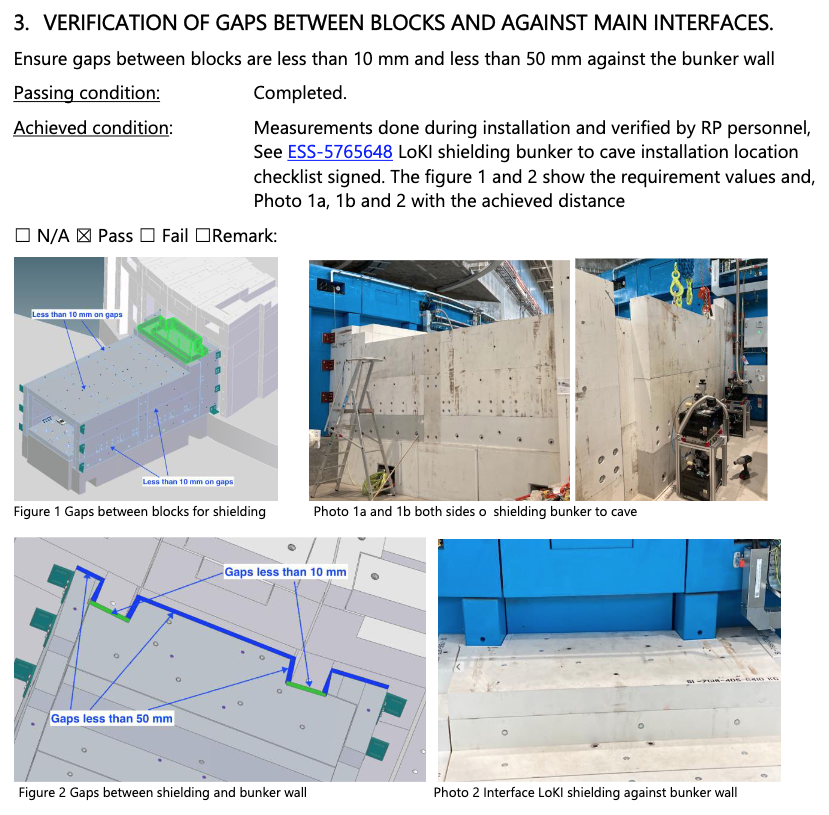 3. VERIFICATION OF GAPS BETWEEN BLOCKS AND AGAINST MAIN INTERFACES.
Ensure gaps between blocks are less than 10 mm and less than 50 mm against the bunker wall
Passing condition: Completed.
Achieved condition: Measurements done during installation and verified by RP personnel,
See ESS-5765648 LoKI shielding bunker to cave installation location
checklist signed. The figure 1 and 2 show the requirement values and,
Photo 1a, 1b and 2 with the achieved distance
☐ N/A ☒ Pass ☐ Fail ☐Remark:
Less than 10 mm on gaps
Less than 10 mm on gaps
Figure 1 Gaps between blocks for shielding
Photo 1a and 1b both sides o shielding bunker to cave
Gaps less than 10 mm
Gaps less than 50 mm
Figure 2 Gaps between shielding and bunker wall
Photo 2 Interface LoKI shielding against bunker wall